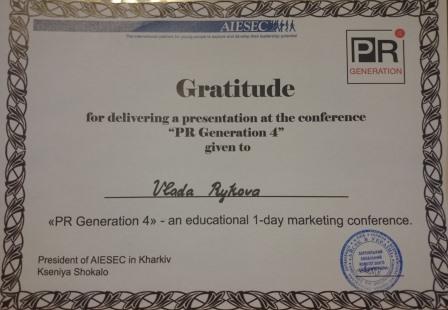 AIESEC
The international platform for young people to explore and develop their leadership potential
PR
GENERATION
Gratitude
for delivering a presentation at the conference
“PR Generation 4”
given to
Vlada Rykova
«PR Generation 4» - an educational 1-day marketing conference.
President of AIESEC in Kharkiv
Kseniya Shokalo